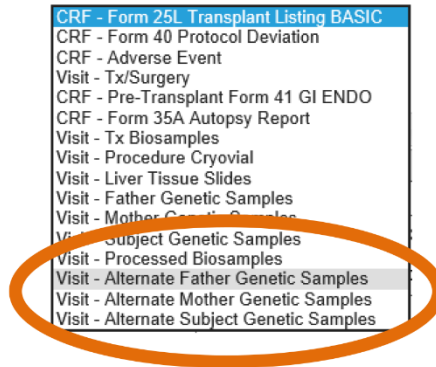 CRF - Form 25L Transplant Listing BASIC
CRF - Form 40 Protocol Deviation
CRF - Adverse Event
Visit - Tx/Surgery
CRF - Pre-Transplant Form 41 GI ENDO
CRF - Form 35A Autopsy Report
Visit - Tx Biosamples
Visit - Procedure Cryovial
Visit - Liver Tissue Slides
Visit - Father Genetic Samples
Visit - Mother Genetic Samples
Visit - Subject Genetic Samples
Visit - Processed Biosamples
Visit - Alternate Father Genetic Samples
Visit - Alternate Mother Genetic Samples
Visit - Alternate Subject Genetic Samples